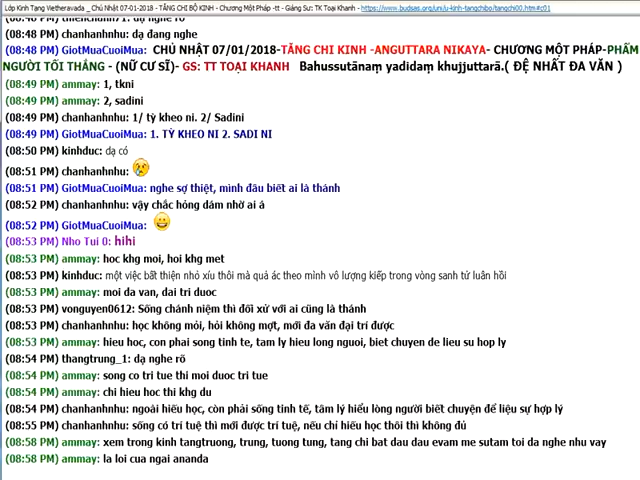 Lớp Kinh Tạng Vietheravada _ Chủ Nhật 07-01-2018 - TĂNG CHI BỘ KINH - Chương Một Pháp -tt - Giảng Sư: TK Toại Khanh - https://www.budsas.org/uni/u-kinh-tangchibo/tangchi00.htm#c01
(08:48 PM) chanhanhnhu: dạ đang nghe
(08:48 PM) GiotMuaCuoiMua: CHỦ NHẬT 07/01/2018-TĂNG CHI KINH -ANGUTTARA NIKAYA- CHƯƠNG MỘT PHÁP-PHẨM
NGƯỜI TỐI THẮNG - (NỮ CƯ SĨ)- GS: TT TOẠI KHANH Bahussutānaṃ yadidaṃ khujjuttarā.( ĐỆ NHẤT ĐA VĂN )
(08:49 PM) ammay: 1, tkni
(08:49 PM) ammay: 2, sadini
(08:49 PM) chanhanhnhu: 1/ tỳ kheo ni. 2/ Sadini
(08:49 PM) GiotMuaCuoiMua: 1. TỲ KHEO NI 2. SADI NI
(08:50 PM) kinhduc: dạ có
(08:51 PM) chanhanhnhu:
(08:51 PM) GiotMuaCuoiMua: nghe sợ thiệt, mình đâu biết ai là thánh
(08:52 PM) chanhanhnhu: vậy chắc hỏng dám nhờ ai á
(08:52 PM) GiotMuaCuoiMua:
(08:53 PM) Nho Tui 0: hihi
(08:53 PM) ammay: hoc khg moi, hoi khg met
(08:53 PM) kinhduc: một việc bất thiện nhỏ xíu thôi mà quả ác theo mình vô lượng kiếp trong vòng sanh tử luân hồi
(08:53 PM) ammay: moi da van, dai tri duoc
(08:53 PM) vonguyen0612: Sống chánh niệm thì đối xử với ai cũng là thánh
(08:53 PM) chanhanhnhu: học không mỏi, hỏi không mợt, mới đa văn đại trí được
(08:53 PM) ammay: hieu hoc, con phai song tinh te, tam ly hieu long nguoi, biet chuyen de lieu su hop ly
(08:54 PM) thangtrung_1: dạ nghe rõ
(08:54 PM) ammay: song co tri tue thi moi duoc tri tue
(08:54 PM) ammay: chi hieu hoc thi khg du
(08:54 PM) chanhanhnhu: ngoài hiếu học, còn phải sống tinh tế, tâm lý hiểu lòng người biết chuyện để liệu sự hợp lý
(08:55 PM) chanhanhnhu: sống có trí tuệ thì mới được trí tuệ, nếu chỉ hiếu học thôi thì không đủ
(08:58 PM) ammay: xem trong kinh tangtruong, trung, tuong tung, tang chi bat dau dau evam me sutam toi da nghe nhu vay
(08:58 PM) ammay: la loi cua ngai ananda